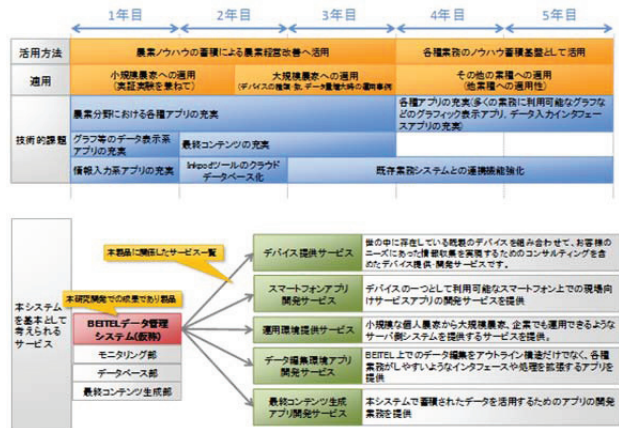 1年目
2年目
3年目
4年目
5年目
活用方法
農業ノウハウの蓄積による農業経営改善へ活用
各種業務のノウハウ蓄積基盤として活用
適用
小規模農家への適用
(実証実験を兼ねて)
大規模農家への適用
(デバイスの種類・数、データ量増大時の運用事例
その他の業種への適用
(他業種への適用性)
技術的課題
農業分野における各種アプリの充実
各種アプリの充実(多くの業務に利用可能なグラフな
どのグラフィック表示アプリ、データ入力インタフェ
ースアプリの充実)
グラフ等のデータ表示系
アプリの充実
最終コンテンツの充実
情報入力系アプリの充実
Inkpodツールのクラウド
データベース化
既存業務システムとの連携機能強化
本製品に関係したサービス一覧
本研究開発での成果であり製品
本システム
を基本として
考えられる
サービス
BEITELデータ管理
システム(仮称)
モニタリング部
データベース部
最終コンテンツ生成部
デバイス提供サービス
世の中に存在している既製のデバイスを組み合わせて、お客様の
ニーズにあった情報収集を実現するためのコンサルティングを含
めたデバイス提供・開発サービスです。
スマートフォンアプリ
開発サービス
デバイスの一つとして利用可能なスマートフォン上での現場向
けサービスアプリの開発サービスを提供
運用環境提供サービス
小規模な個人農家から大規模農家、企業でも運用できるような
サーバ側システムを提供するサービスを提供。
データ編集環境アプリ
開発サービス
BEITEL上でのデータ編集をアウトライン構造だけでなく、各種
業務がしやすいようなインタフェースや処理を拡張するアプリを
提供
最終コンテンツ生成
アプリ開発サービス
本システムで蓄積されたデータを活用するためのアプリの開発
業務を提供